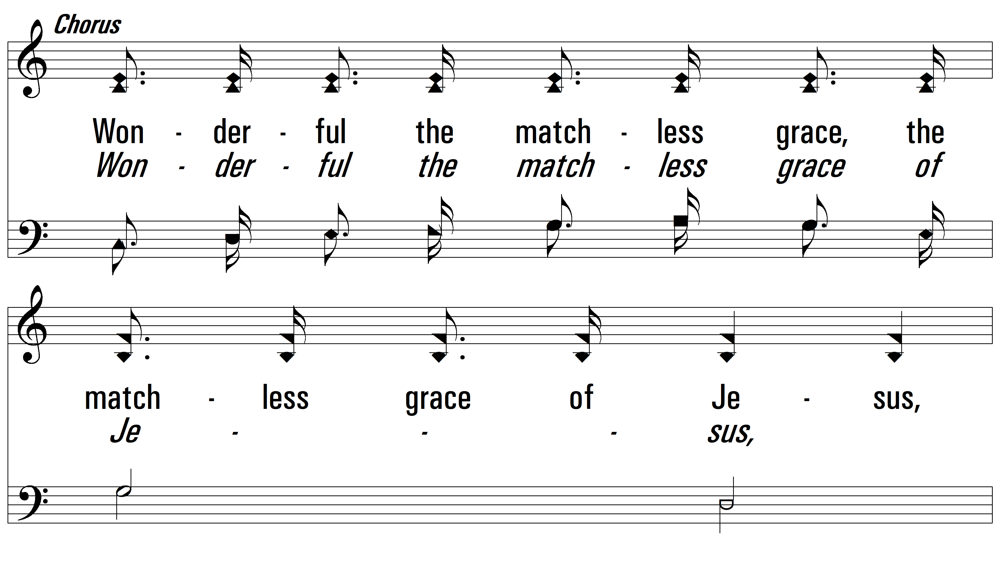 Chorus
Won - der - ful the match - less grace, the
Won - der - ful the match - less grace of
match - less grace of Je - sus,
Je - - - sus,